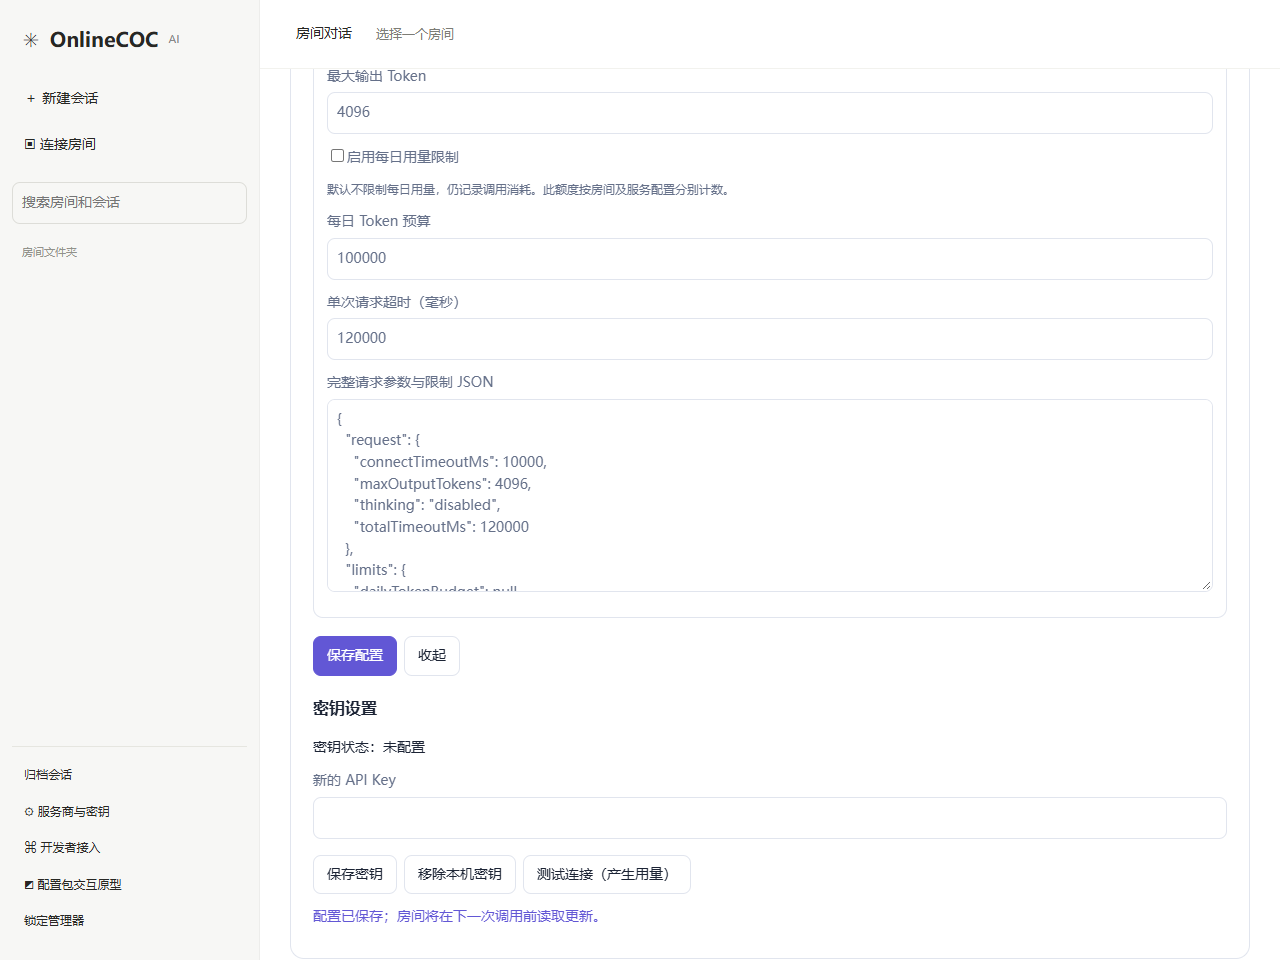 OnlineCOC AI
+ 新建会话
连接房间
搜索房间和会话
房间文件夹
归档会话
服务商与密钥
⌘ 开发者接入
配置包交互原型
锁定管理器
房间对话 选择一个房间
最大输出 Token
4096
启用每日用量限制
默认不限制每日用量，仍记录调用消耗。此额度按房间及服务配置分别计数。
每日 Token 预算
100000
单次请求超时（毫秒）
120000
完整请求参数与限制 JSON
{
"request": {
"connectTimeoutMs": 10000,
"maxOutputTokens": 4096,
"thinking": "disabled",
"totalTimeoutMs": 120000
},
"limits": {
"dailyTokenBudget": null
保存配置 收起
密钥设置
密钥状态：未配置
新的 API Key
保存密钥 移除本机密钥 测试连接（产生用量）
配置已保存；房间将在下一次调用前读取更新。